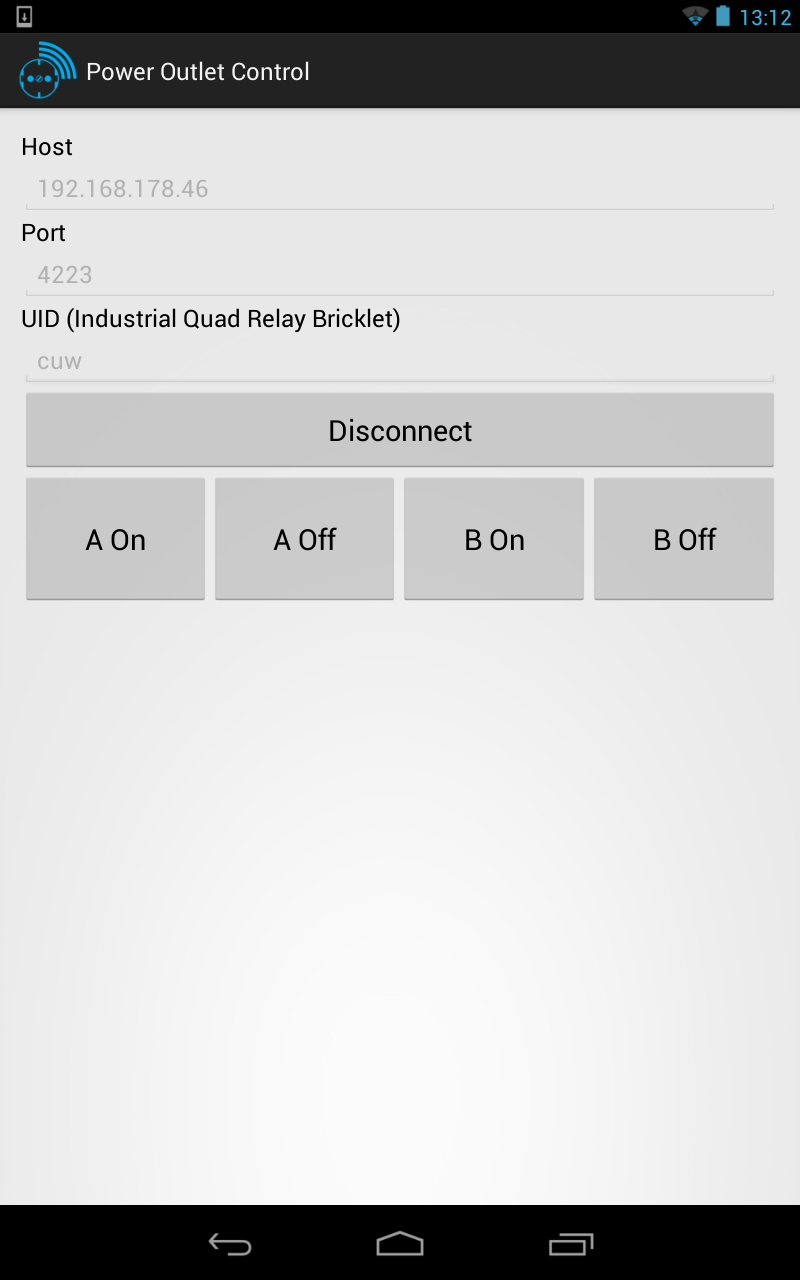 13:12
Power Outlet Control
Host
192.168.178.46
Port
4223
UID (Industrial Quad Relay Bricklet)
cuw
Disconnect
A On A Off B On B Off